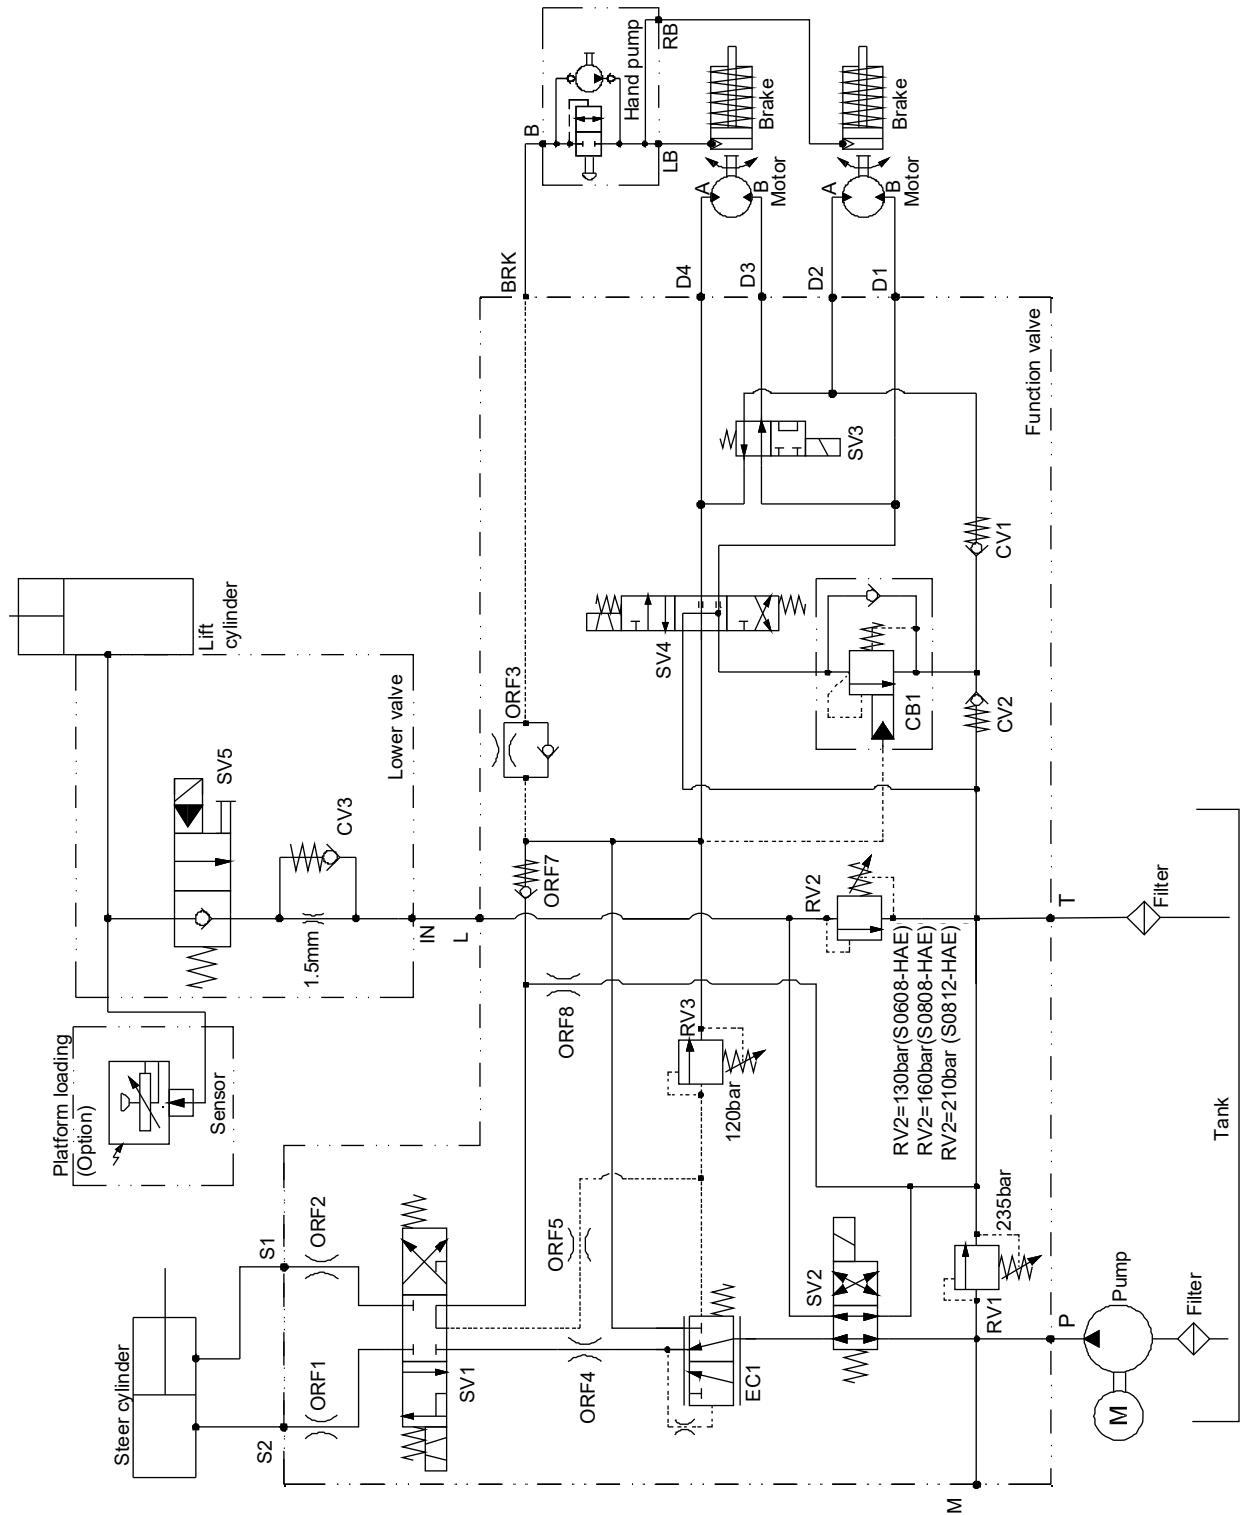 B
Hand pump
RB
LB
Brake
Brake
A
B
Motor
A
B
Motor
BRK
D4
D3
D2
D1
Function valve
SV3
CV1
SV4
CB1
CV2
Lift
cylinder
Lower valve
SV5
CV3
1.5mm
IN
L
ORF3
ORF7
ORF8
RV2
RV2=130bar(S0608-HAE)
RV2=160bar(S0808-HAE)
RV2=210bar (S0812-HAE)
T
Filter
Tank
Platform loading
(Option)
Sensor
RV3
120bar
Steer cylinder
S1
S2
ORF2
ORF1
SV1
ORF5
ORF4
EC1
SV2
235bar
RV1
P
Pump
Filter
M
M